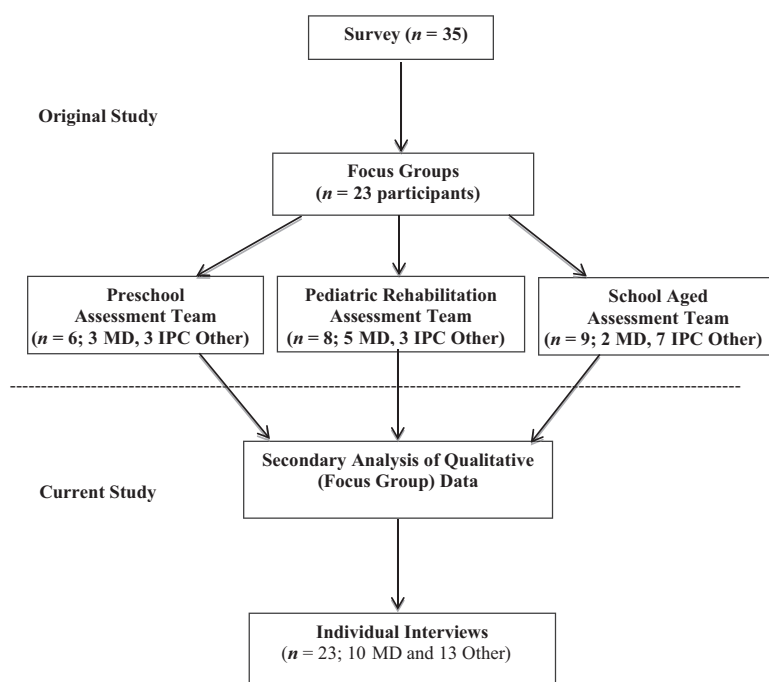 Survey (n = 35)
Original Study
Focus Groups
(n = 23 participants)
Preschool
Assessment Team
(n = 6; 3 MD, 3 IPC Other)
Pediatric Rehabilitation
Assessment Team
(n = 8; 5 MD, 3 IPC Other)
School Aged
Assessment Team
(n = 9; 2 MD, 7 IPC Other)
Secondary Analysis of Qualitative
(Focus Group) Data
Current Study
Individual Interviews
(n = 23; 10 MD and 13 Other)